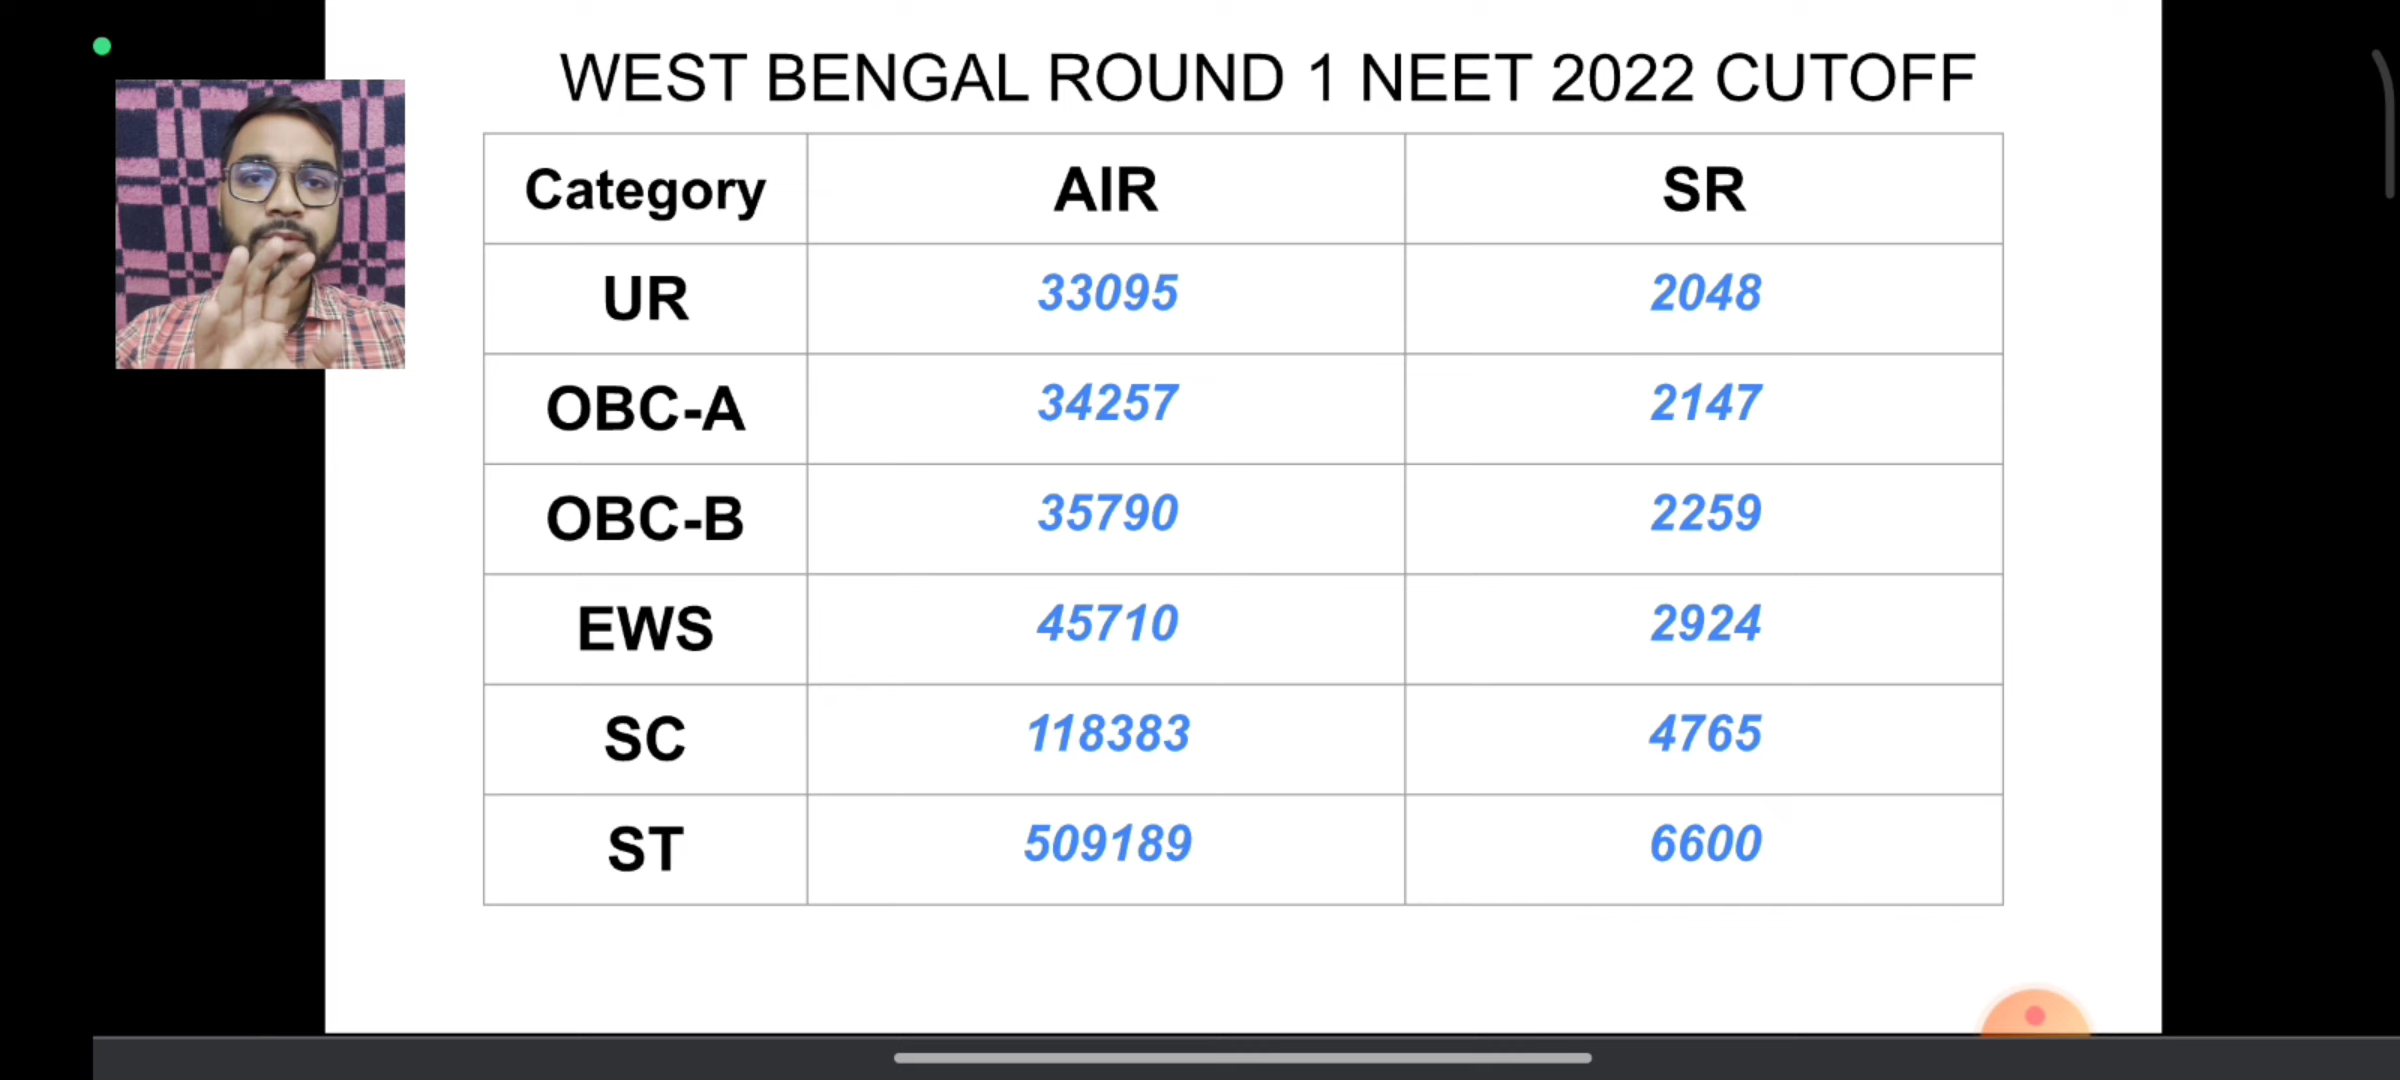 WEST BENGAL ROUND 1 NEET 2022 CUTOFF
Category AIR SR
UR 33095 2048
OBC-A 34257 2147
OBC-B 35790 2259
EWS 45710 2924
SC 118383 4765
ST 509189 6600